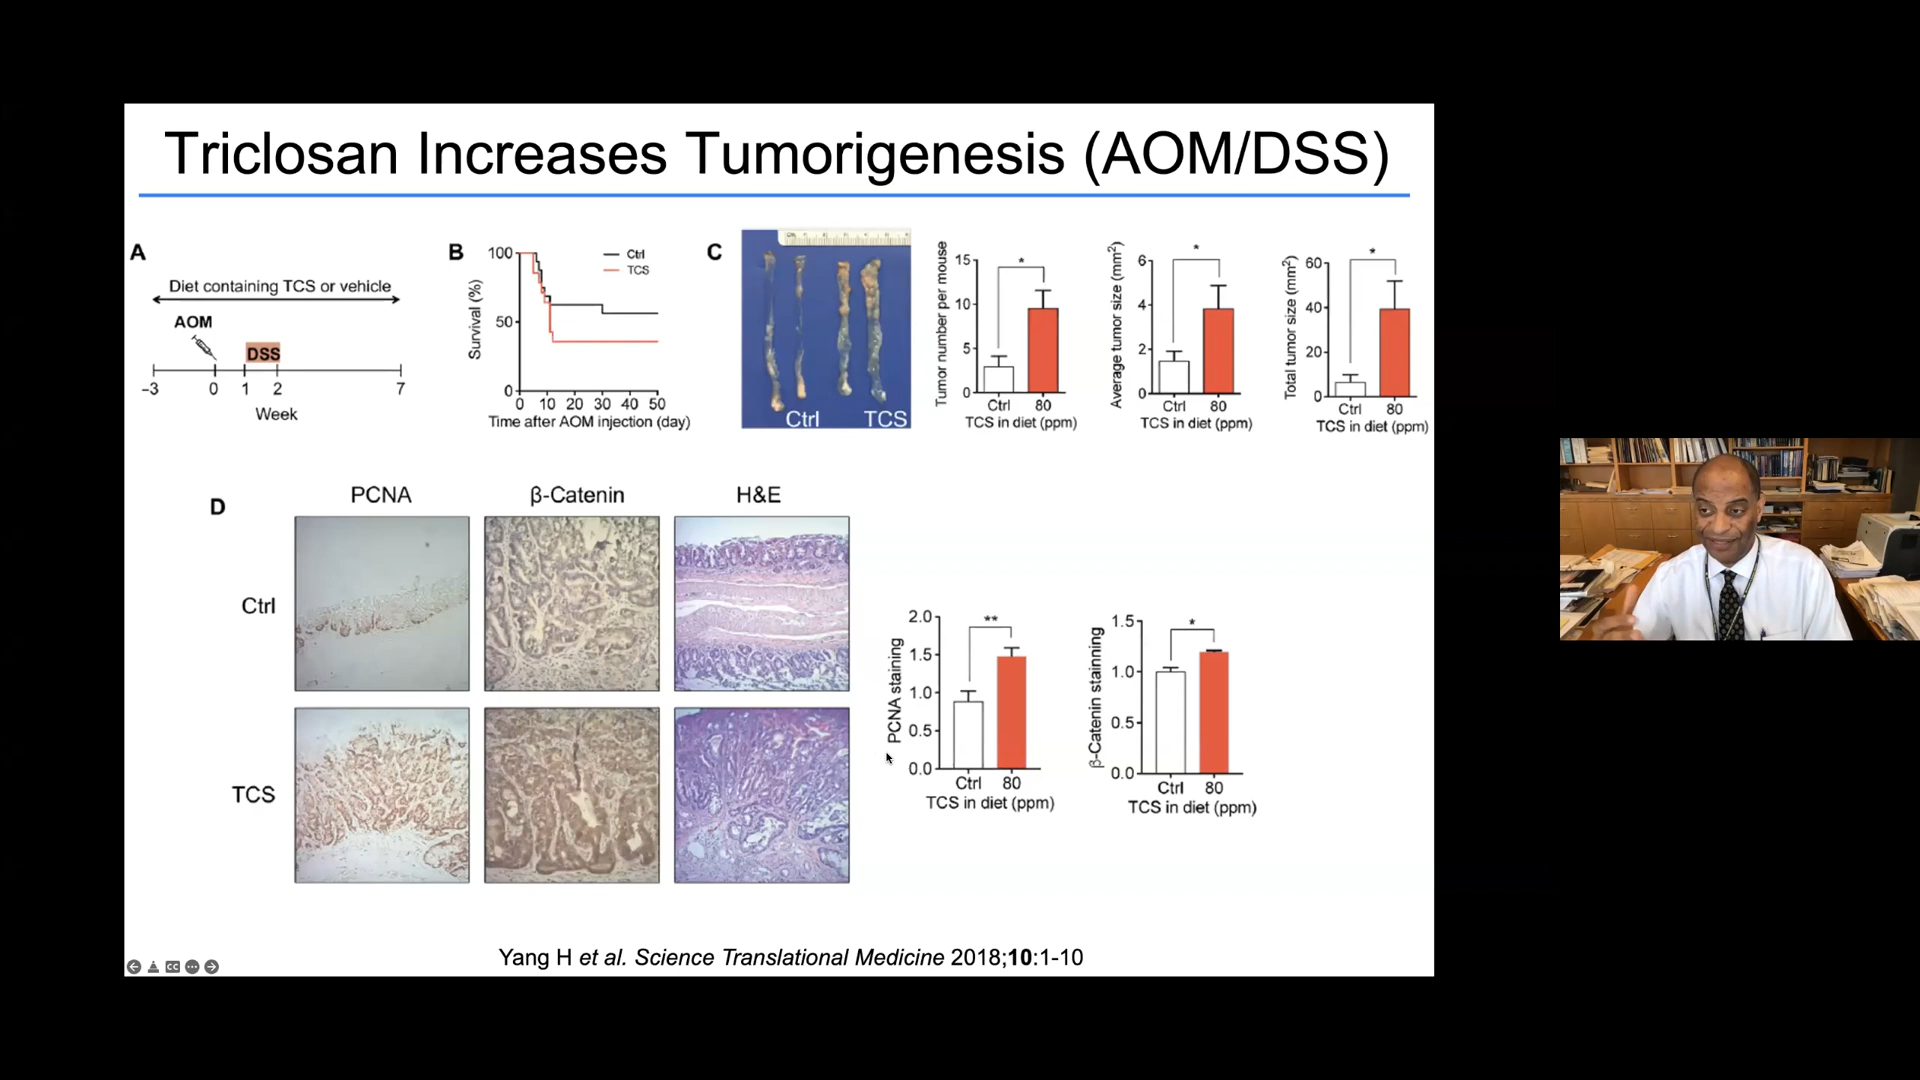 Triclosan Increases Tumorigenesis (AOM/DSS)
A
Diet containing TCS or vehicle
AOM
DSS
−3 0 1 2 7
Week
B
100
50
0
Survival (%)
Ctrl
TCS
0 10 20 30 40 50
Time after AOM injection (day)
C
Ctrl TCS
Tumor number per mouse
15
10
5
0
*
Ctrl 80
TCS in diet (ppm)
Average tumor size (mm²)
6
4
2
0
*
Ctrl 80
TCS in diet (ppm)
Total tumor size (mm²)
60
40
20
0
*
Ctrl 80
TCS in diet (ppm)
D
PCNA β-Catenin H&E
Ctrl
TCS
PCNA staining
2.0
1.5
1.0
0.5
0.0
**
Ctrl 80
TCS in diet (ppm)
β-Catenin stainning
1.5
1.0
0.5
0.0
*
Ctrl 80
TCS in diet (ppm)
Yang H et al. Science Translational Medicine 2018;10:1-10
CC